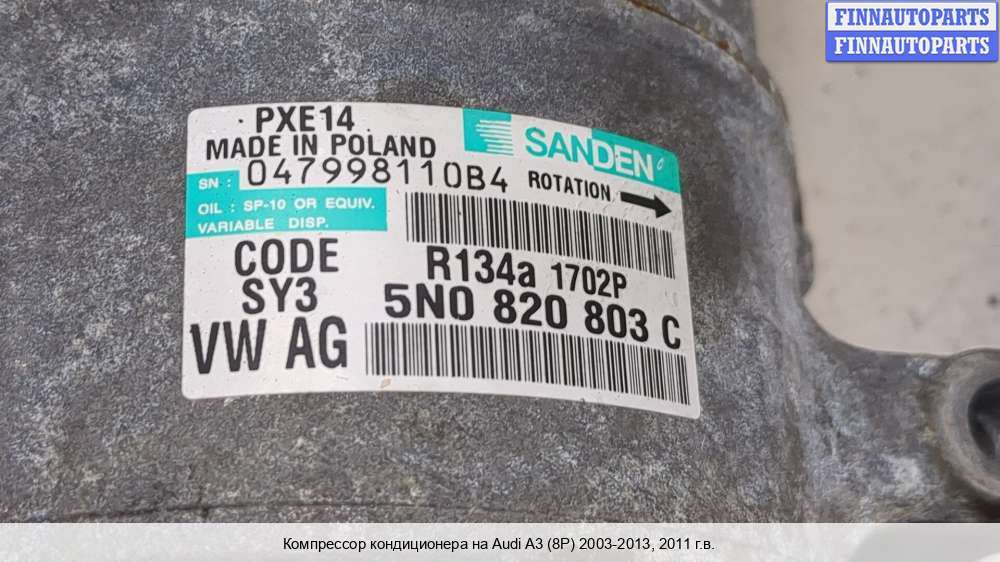 FINNAUTOPARTS
FINNAUTOPARTS
PXE14
MADE IN POLAND
SANDEN
SN : 047998110B4
ROTATION
OIL : SP-10 OR EQUIV.
VARIABLE DISP.
CODE
SY3
R134a 1702P
5N0 820 803 C
VW AG
Компрессор кондиционера на Audi A3 (8P) 2003-2013, 2011 г.в.